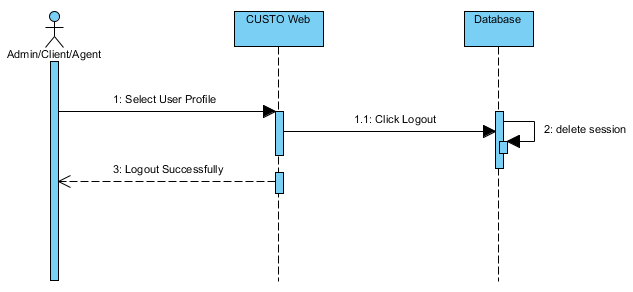 CUSTO Web
Database
Admin/Client/Agent
1: Select User Profile
1.1: Click Logout
2: delete session
3: Logout Successfully